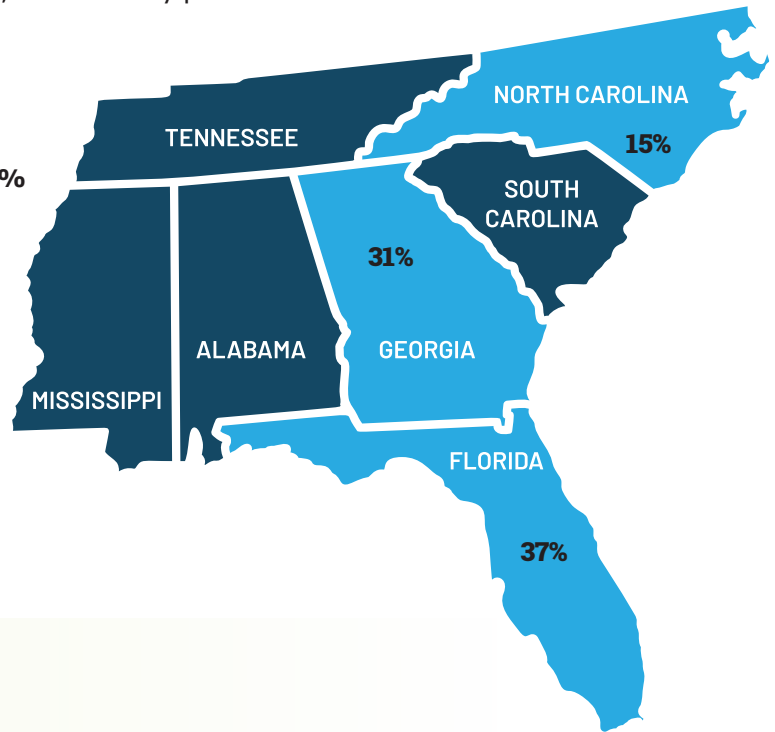 NORTH CAROLINA
15%
TENNESSEE
%
SOUTH
CAROLINA
31%
ALABAMA
GEORGIA
MISSISSIPPI
FLORIDA
37%